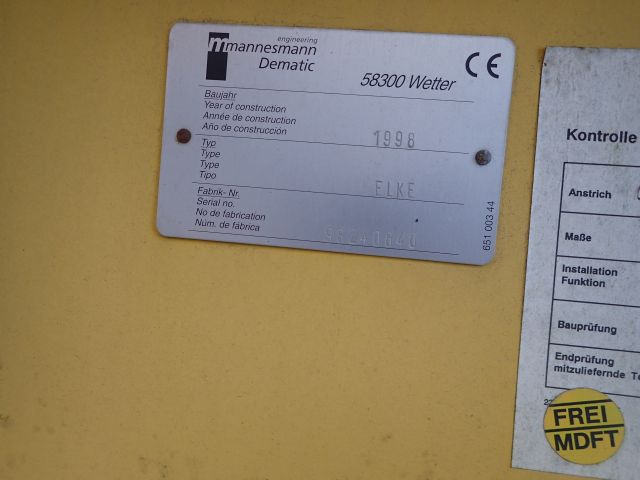 engineering
mannesmann
Dematic
58300 Wetter
CE
Baujahr
Year of construction
Année de construction
Año de construcción
1998
Typ
Type
Type
Tipo
ELKE
Fabrik-Nr.
Serial no.
No de fabrication
Núm. de fábrica
651 003 44
Kontrolle
Anstrich
Maße
Installation
Funktion
Bauprüfung
Endprüfung
mitzuliefernde
FREI
MDFT